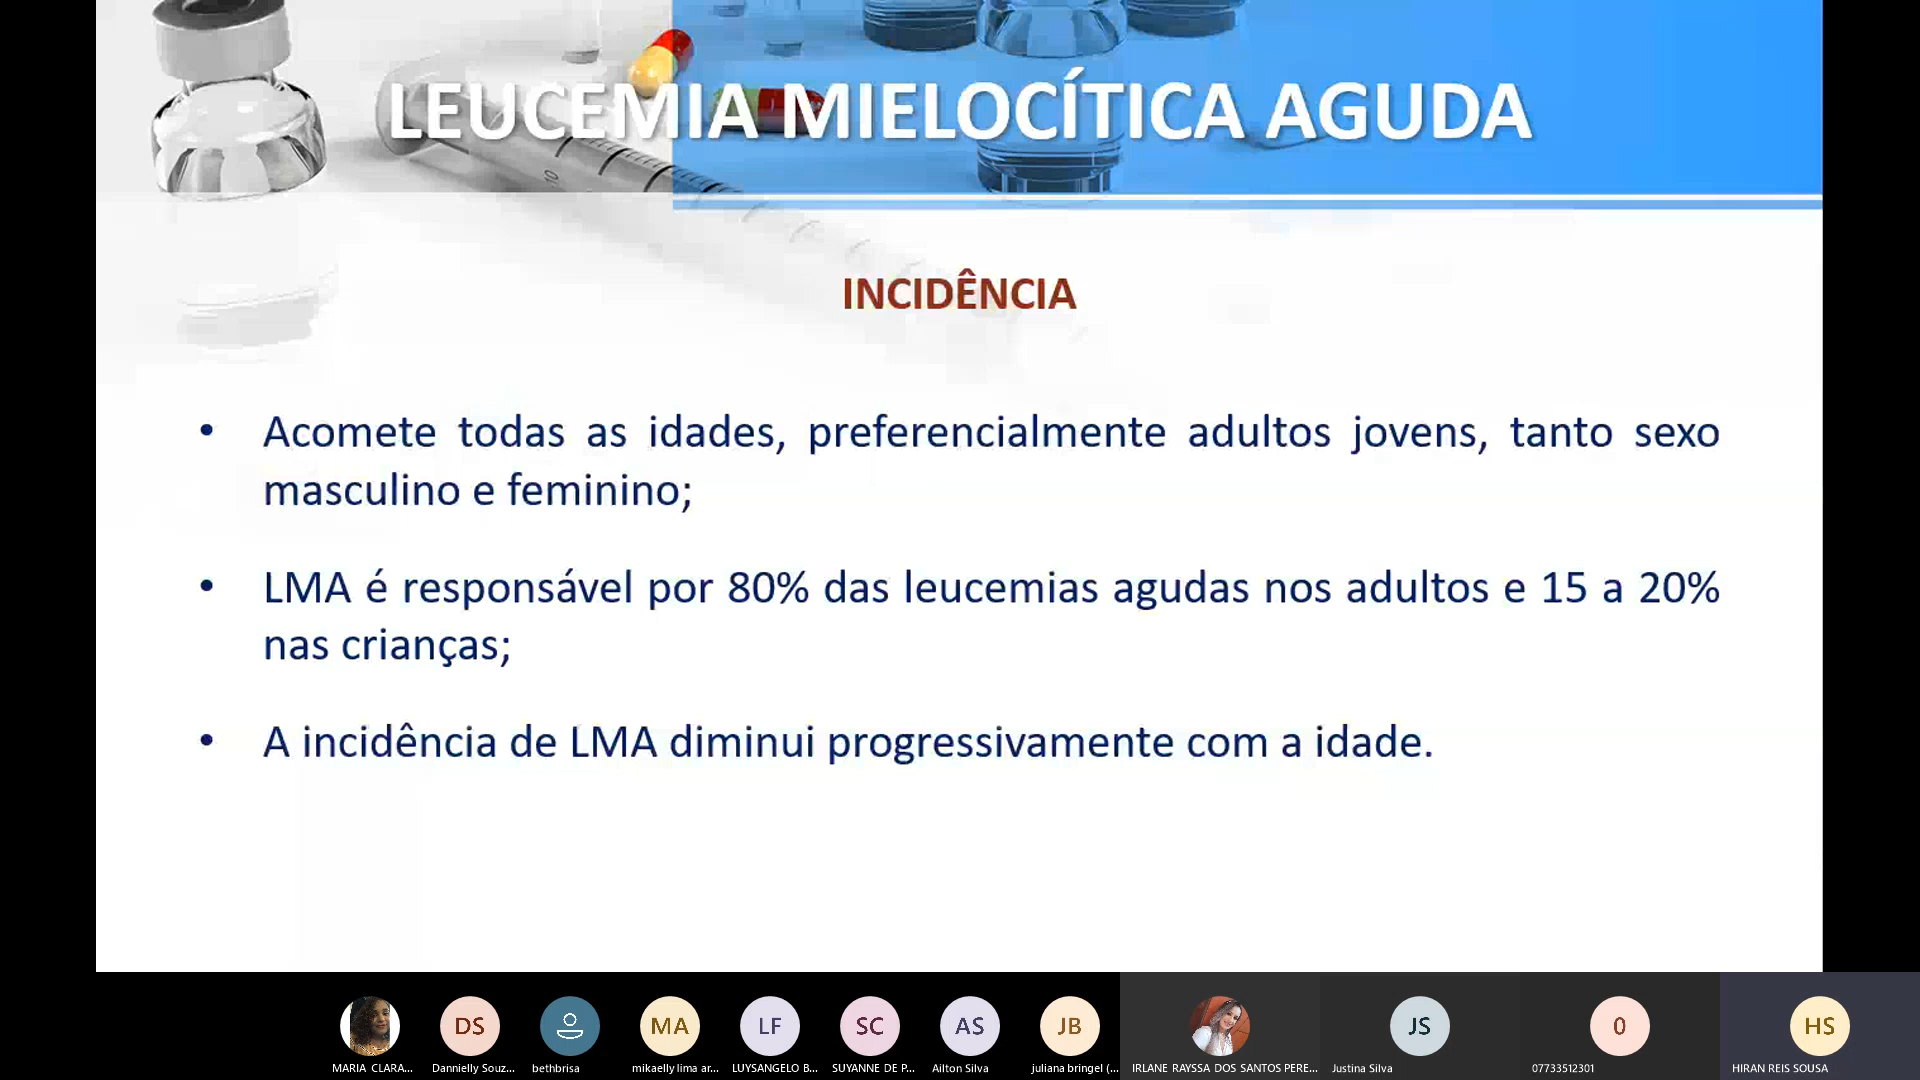 LEUCEMIA MIELOCÍTICA AGUDA
INCIDÊNCIA
• Acomete todas as idades, preferencialmente adultos jovens, tanto sexo
masculino e feminino;
• LMA é responsável por 80% das leucemias agudas nos adultos e 15 a 20%
nas crianças;
• A incidência de LMA diminui progressivamente com a idade.
DS MA LF SC AS JB JS 0 HS
MARIA CLARA... Dannielly Souz... bethbrisa mikaelly lima ar... LUYSANGELO B... SUYANNE DE P... Ailton Silva juliana bringel (... IRLANE RAYSSA DOS SANTOS PERE... Justina Silva 07733512301 HIRAN REIS SOUSA